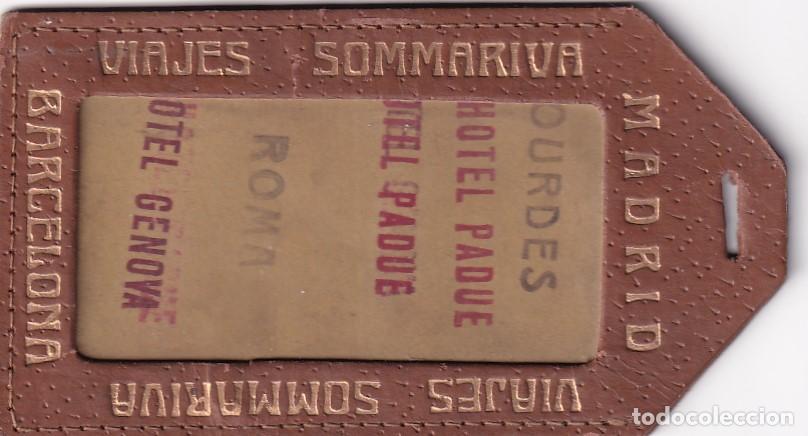 VIAJES SOMMARIVA
MADRID
VIAJES SOMMARIVA
BARCELONA
OURDES
HOTEL PADUE
OTEL PADUE
ROMA
OTEL GENOVA
todocoleccion